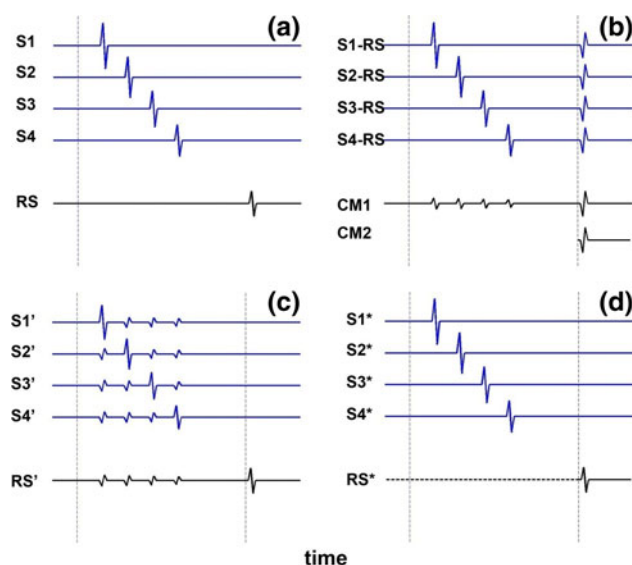 (a)
S1
S2
S3
S4
RS
(b)
S1-RS
S2-RS
S3-RS
S4-RS
CM1
CM2
(c)
S1'
S2'
S3'
S4'
RS'
(d)
S1*
S2*
S3*
S4*
RS*
time